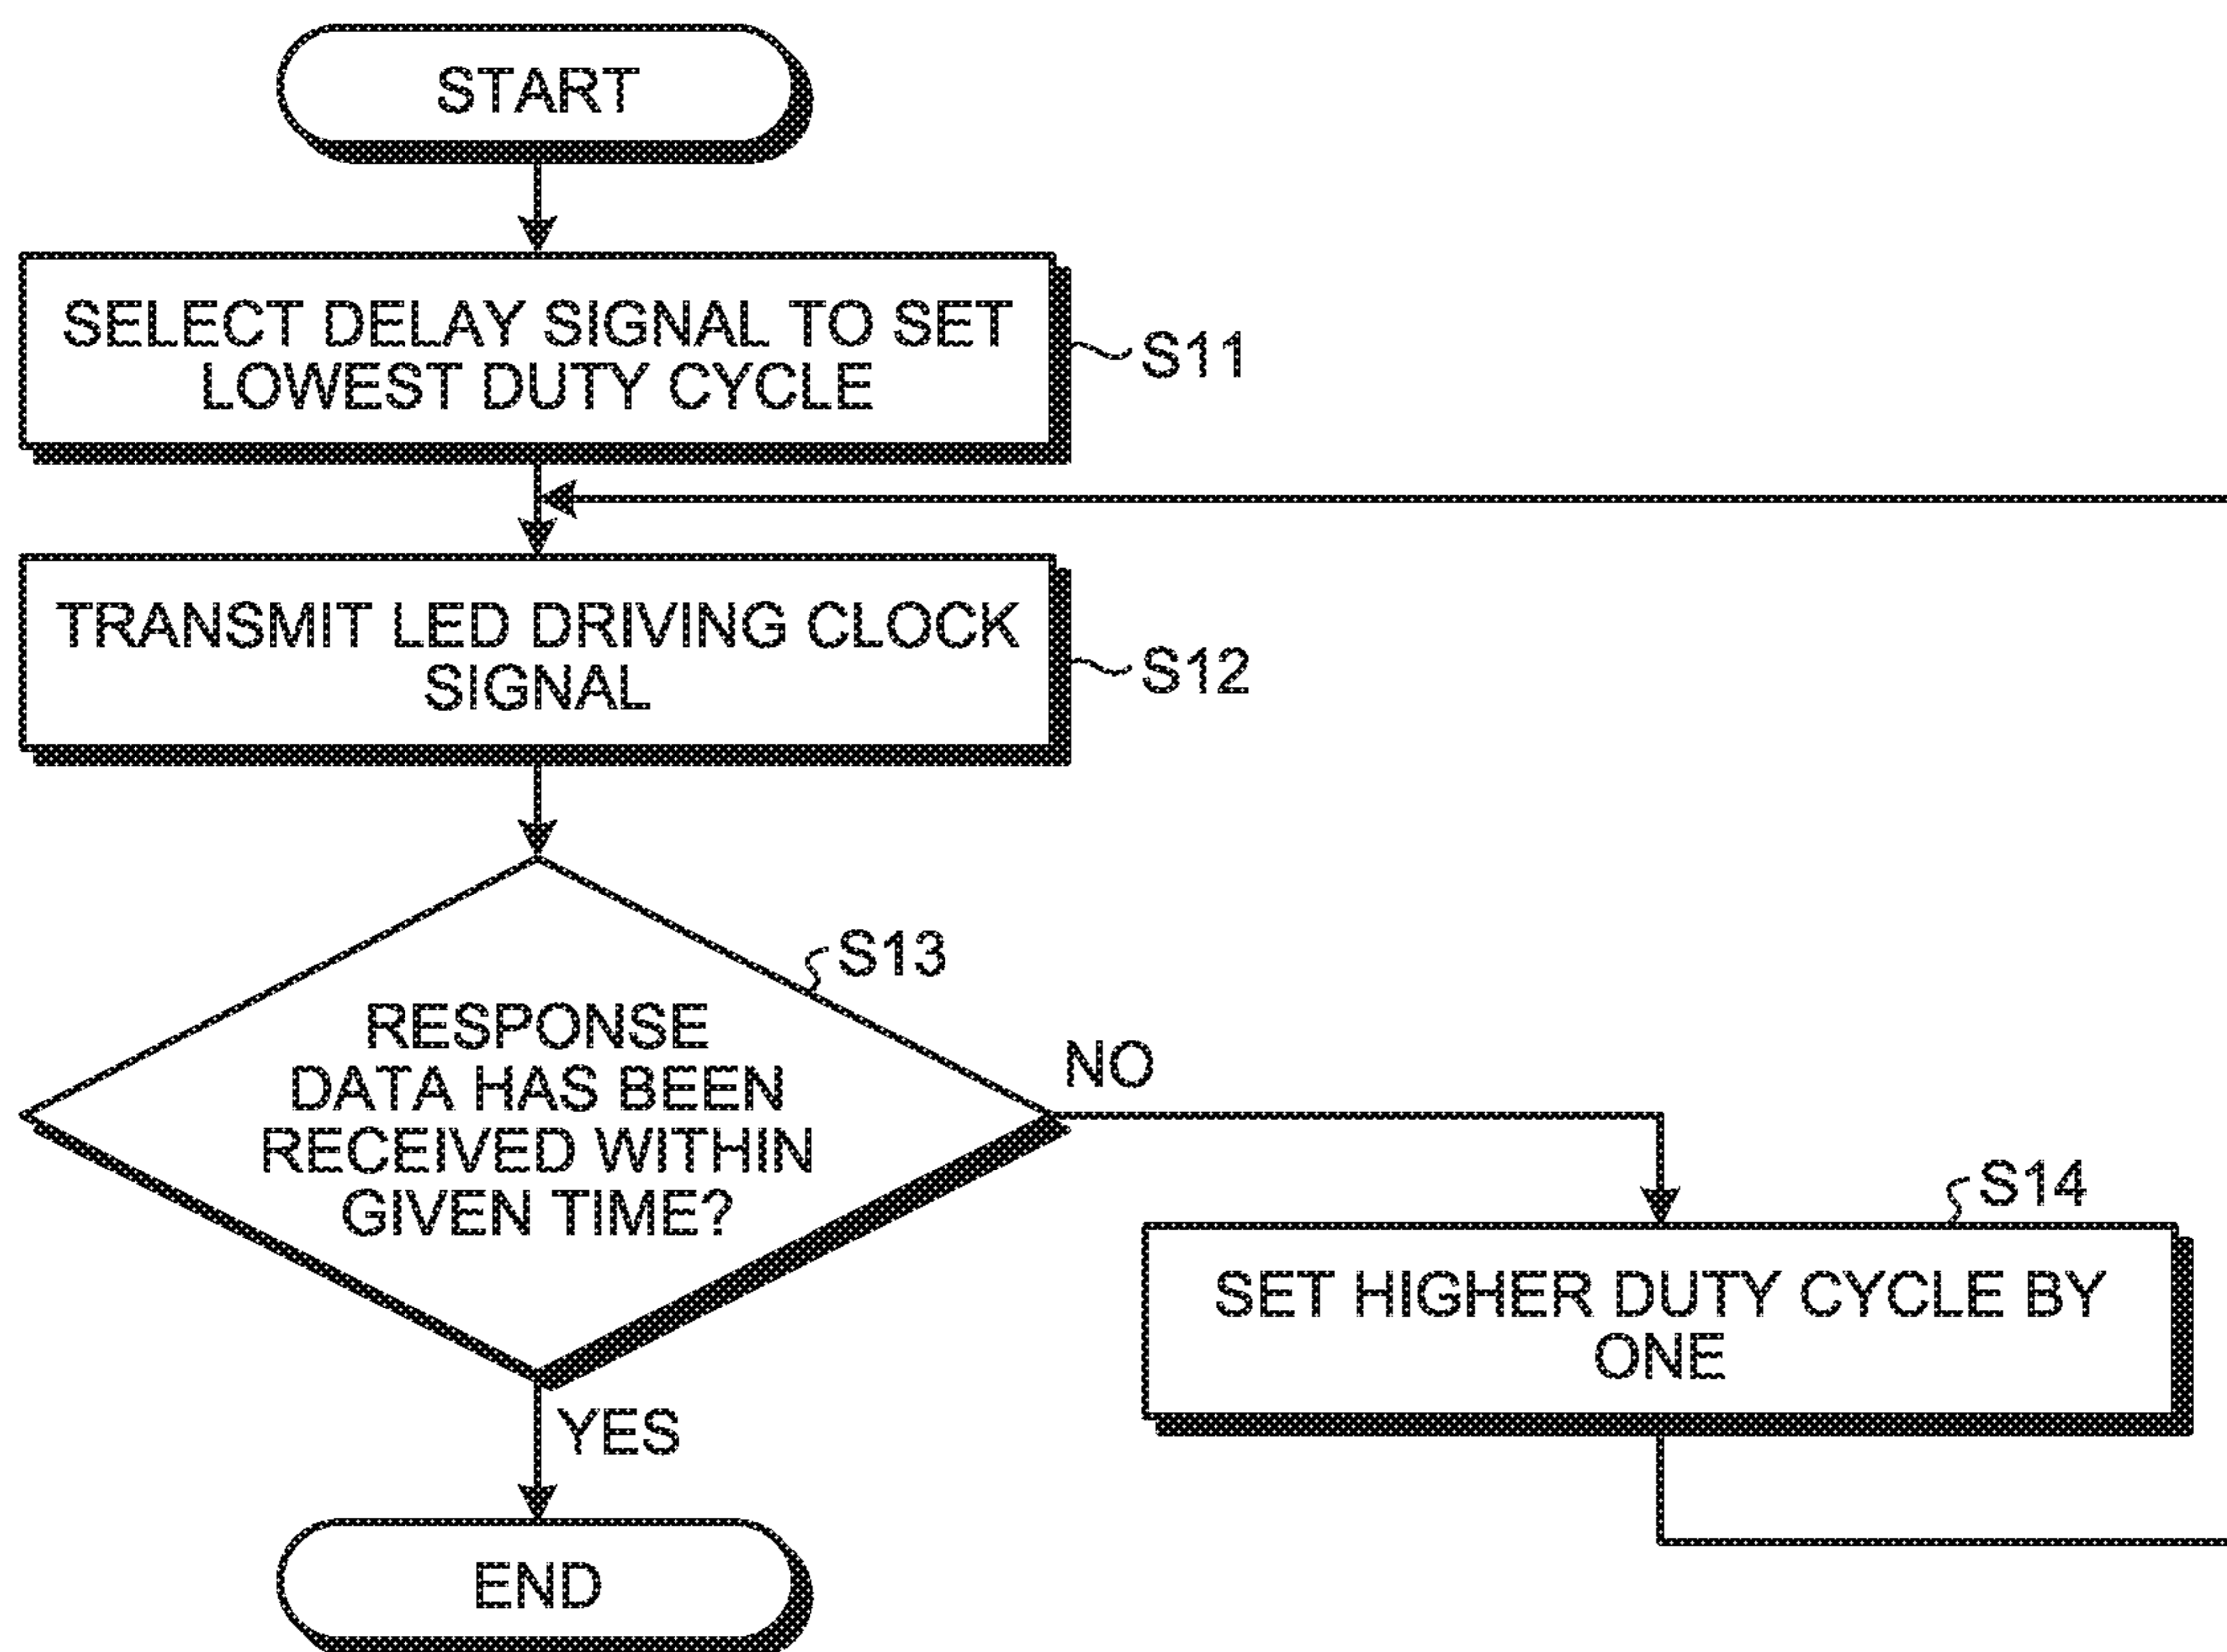 START
SELECT DELAY SIGNAL TO SET
LOWEST DUTY CYCLE
S11
TRANSMIT LED DRIVING CLOCK
SIGNAL
S12
S13
RESPONSE
DATA HAS BEEN
RECEIVED WITHIN
GIVEN TIME?
NO
S14
SET HIGHER DUTY CYCLE BY
ONE
YES
END